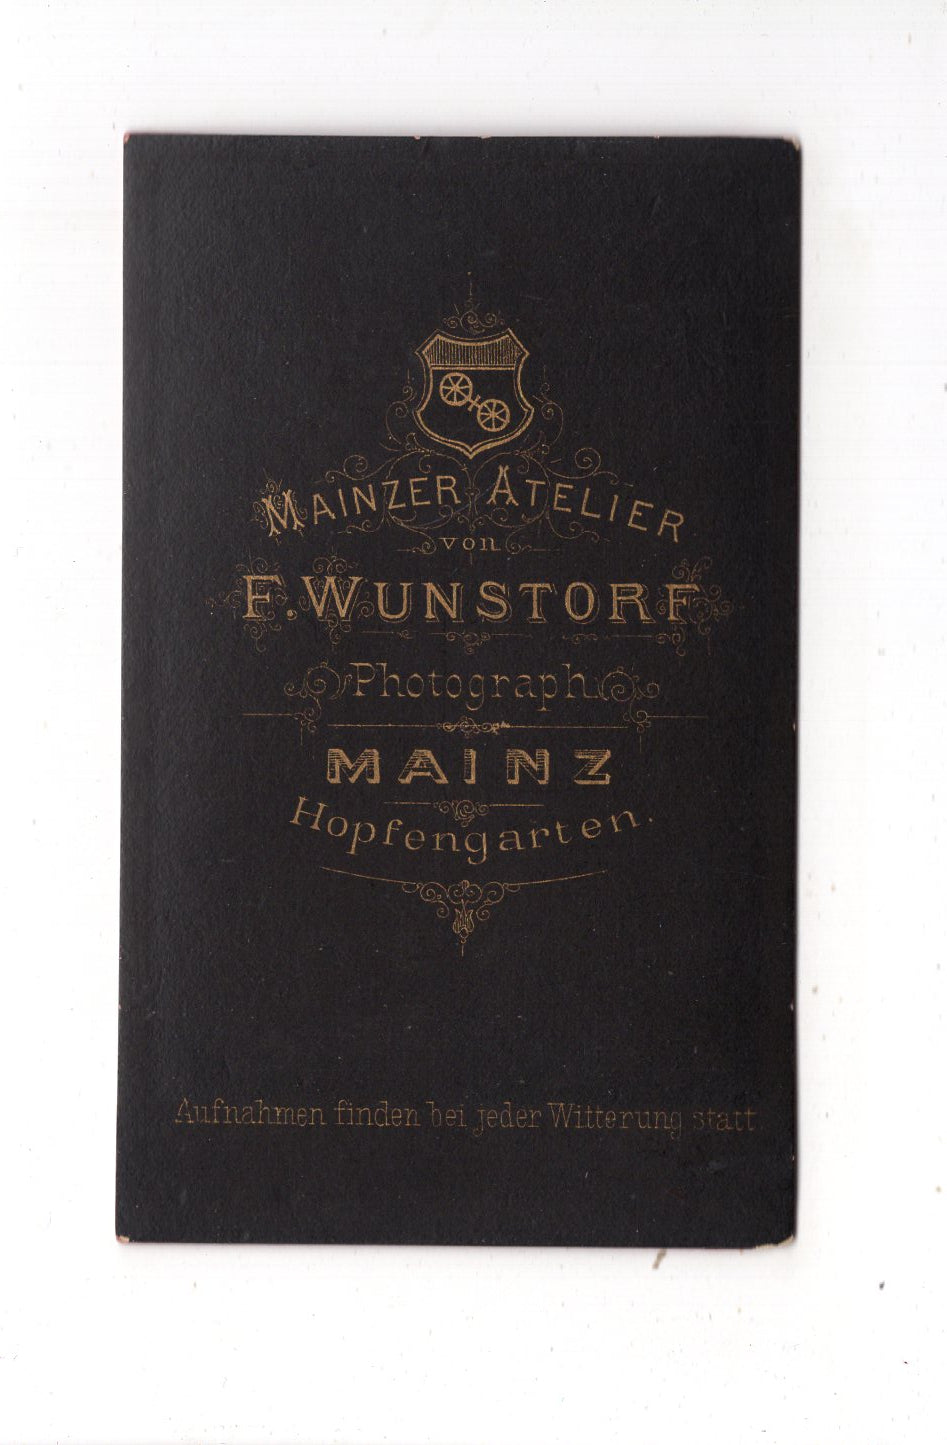 MAINZER ATELIER
von
F. WUNSTORF
Photograph
MAINZ
Hopfengarten.
Aufnahmen finden bei jeder Witterung statt